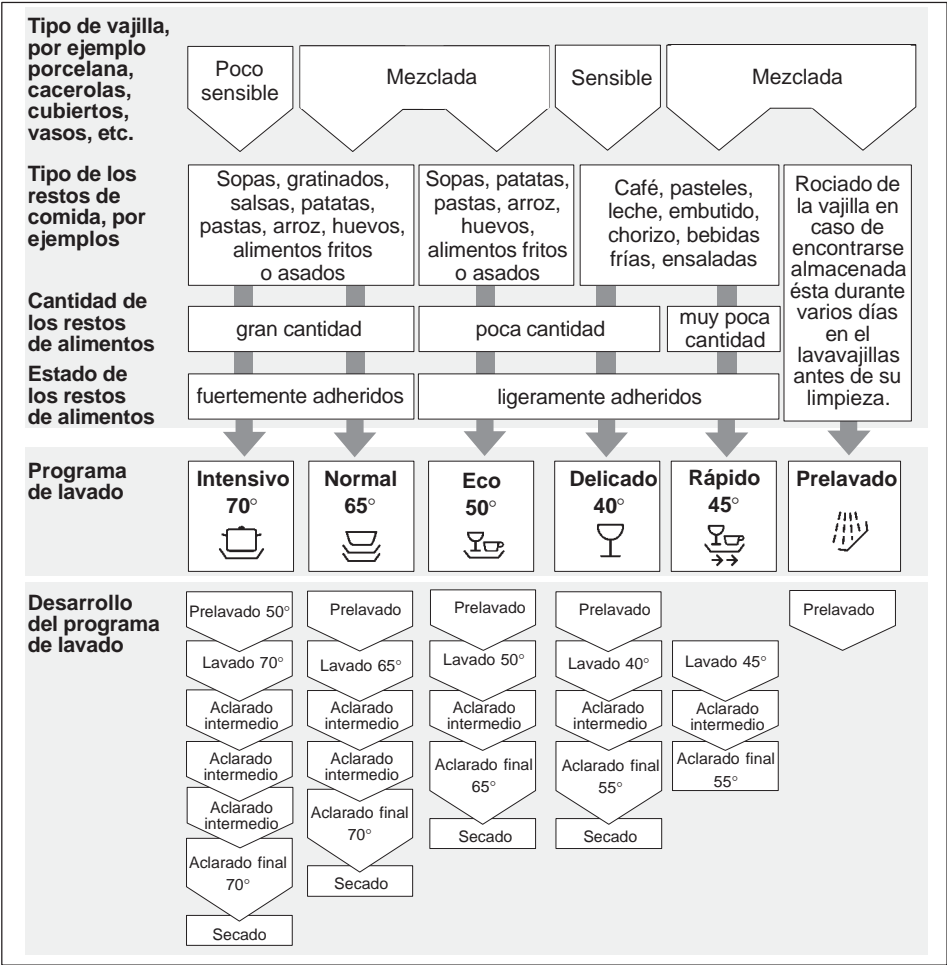 Tipo de vajilla,
por ejemplo
porcelana,
cacerolas,
cubiertos,
vasos, etc.
Poco
sensible
Mezclada
Sensible
Mezclada
Tipo de los
restos de
comida, por
ejemplos
Sopas, gratinados,
salsas, patatas,
pastas, arroz, huevos,
alimentos fritos
o asados
Sopas, patatas,
pastas, arroz,
huevos,
alimentos fritos
o asados
Café, pasteles,
leche, embutido,
chorizo, bebidas
frías, ensaladas
Rociado de
la vajilla en
caso de
encontrarse
almacenada
ésta durante
varios días
en el
lavavajillas
antes de su
limpieza.
Cantidad de
los restos
de alimentos
gran cantidad
poca cantidad
muy poca
cantidad
Estado de
los restos
de alimentos
fuertemente adheridos
ligeramente adheridos
Programa
de lavado
Intensivo
70°
Normal
65°
Eco
50°
Delicado
40°
Rápido
45°
Prelavado
Desarrollo
del programa
de lavado
Prelavado 50°
Lavado 70°
Aclarado
intermedio
Aclarado
intermedio
Aclarado
intermedio
Aclarado final
70°
Secado
Prelavado
Lavado 65°
Aclarado
intermedio
Aclarado
intermedio
Aclarado final
70°
Secado
Prelavado
Lavado 50°
Aclarado
intermedio
Aclarado final
65°
Secado
Prelavado
Lavado 40°
Aclarado
intermedio
Aclarado final
55°
Secado
Lavado 45°
Aclarado
intermedio
Aclarado final
55°
Prelavado